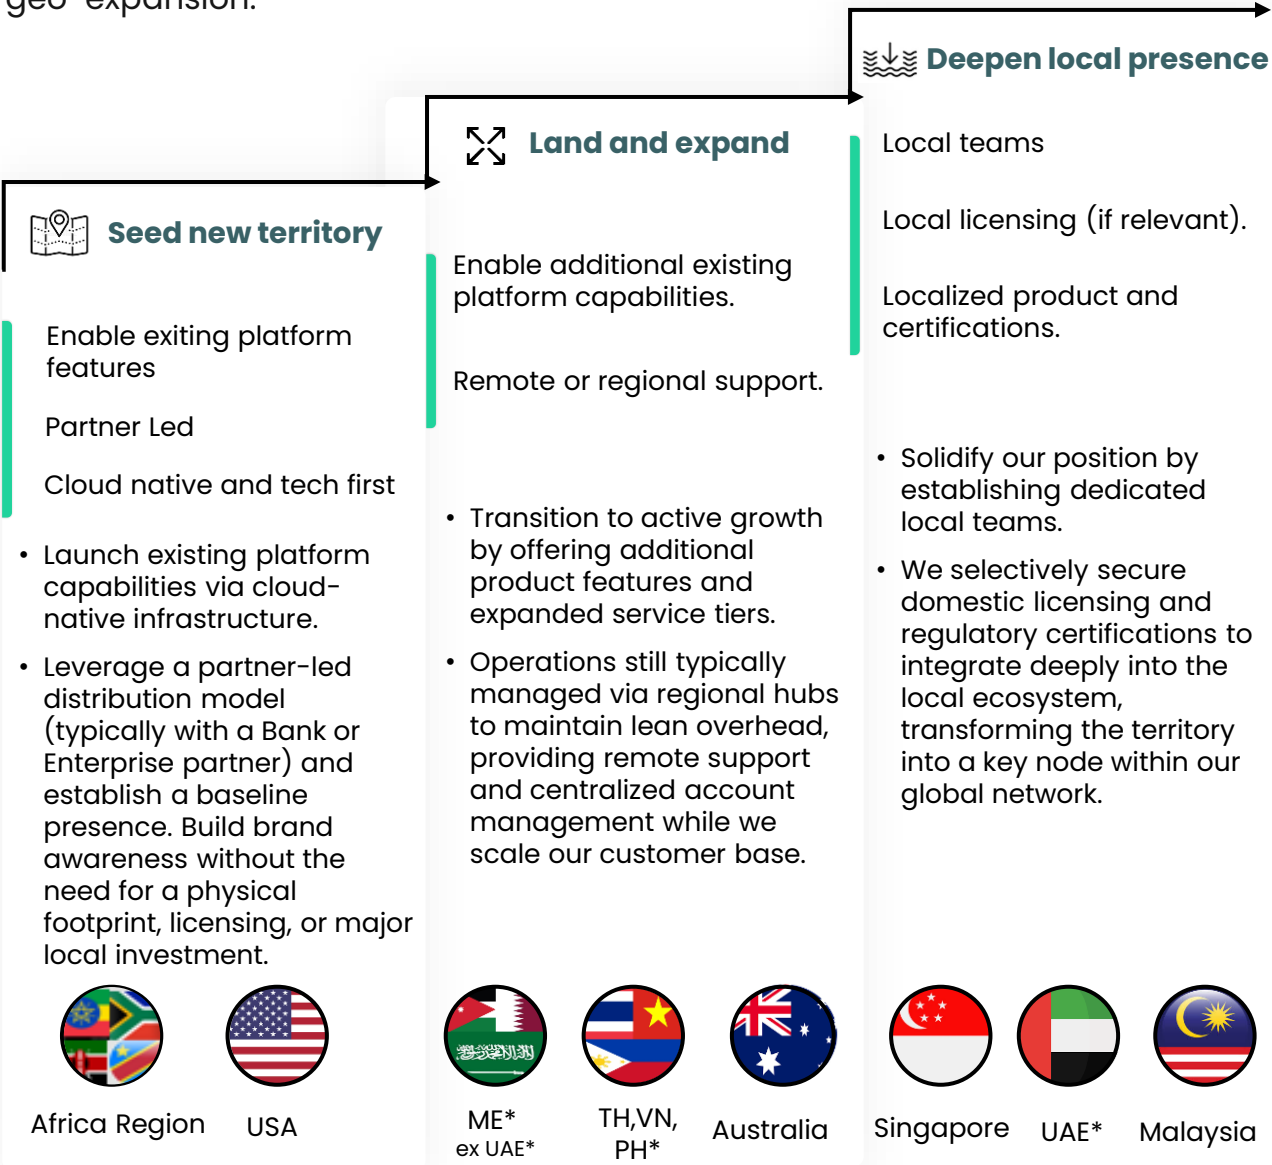 geo expansion.
Deepen local presence
Local teams
Local licensing (if relevant).
Localized product and
certifications.
• Solidify our position by
establishing dedicated
local teams.
• We selectively secure
domestic licensing and
regulatory certifications to
integrate deeply into the
local ecosystem,
transforming the territory
into a key node within our
global network.
Land and expand
Enable additional existing
platform capabilities.
Remote or regional support.
• Transition to active growth
by offering additional
product features and
expanded service tiers.
• Operations still typically
managed via regional hubs
to maintain lean overhead,
providing remote support
and centralized account
management while we
scale our customer base.
Seed new territory
Enable exiting platform
features
Partner Led
Cloud native and tech first
• Launch existing platform
capabilities via cloud-
native infrastructure.
• Leverage a partner-led
distribution model
(typically with a Bank or
Enterprise partner) and
establish a baseline
presence. Build brand
awareness without the
need for a physical
footprint, licensing, or major
local investment.
Africa Region
USA
ME*
ex UAE*
TH,VN,
PH*
Australia
Singapore
UAE*
Malaysia